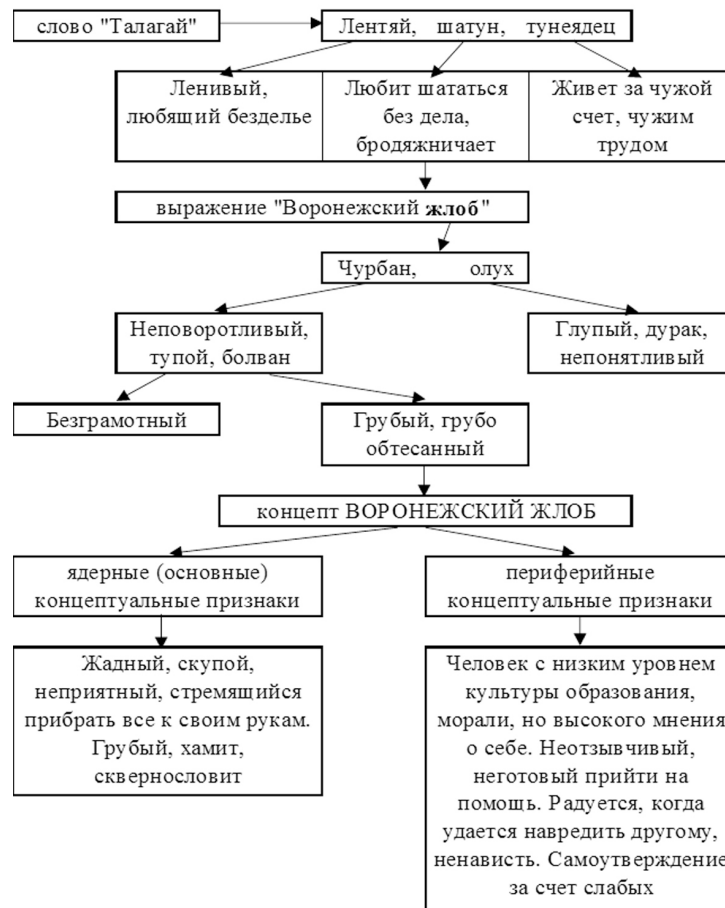 слово "Талагай"
Лентяй, шатун, тунеядец
Ленивый,
любящий безделье
Любит шататься
без дела,
бродяжничает
Живет за чужой
счет, чужим
трудом
выражение "Воронежский жлоб"
Чурбан, олух
Неповоротливый,
тупой, болван
Глупый, дурак,
непонятливый
Безграмотный
Грубый, грубо
обтесанный
концепт ВОРОНЕЖСКИЙ ЖЛОБ
ядерные (основные)
концептуальные признаки
периферийные
концептуальные признаки
Жадный, скупой,
неприятный, стремящийся
прибрать все к своим рукам.
Грубый, хамит,
сквернословит
Человек с низким уровнем
культуры образования,
морали, но высокого мнения
о себе. Неотзывчивый,
неготовый прийти на
помощь. Радуется, когда
удается навредить другому,
ненависть. Самоутверждение
за счет слабых